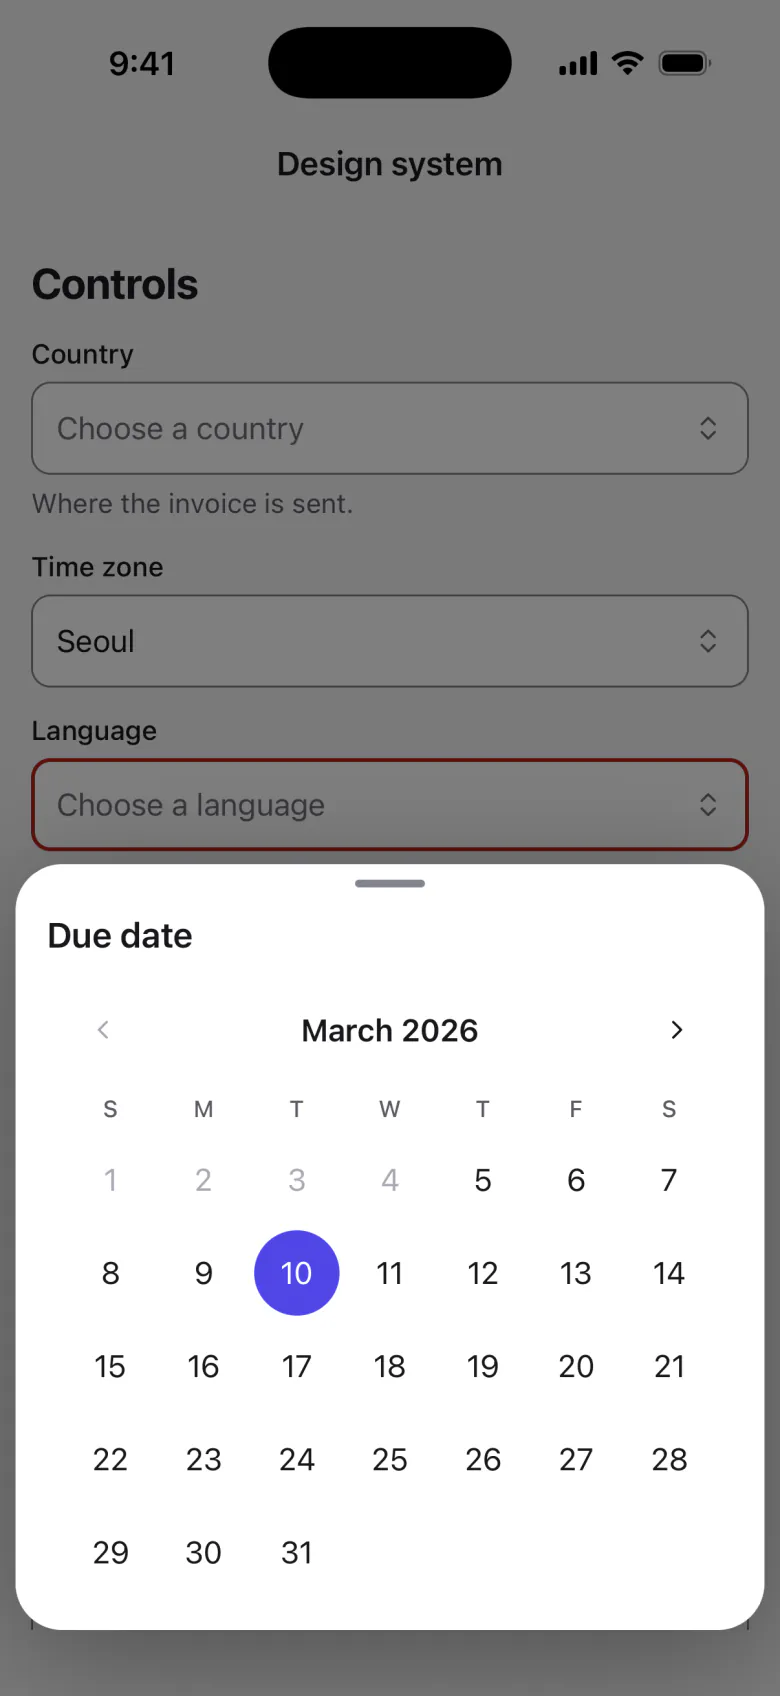 9:41
Design system
Controls
Country
Choose a country
Where the invoice is sent.
Time zone
Seoul
Language
Choose a language
Due date
March 2026
S M T W T F S
1 2 3 4 5 6 7
8 9 10 11 12 13 14
15 16 17 18 19 20 21
22 23 24 25 26 27 28
29 30 31